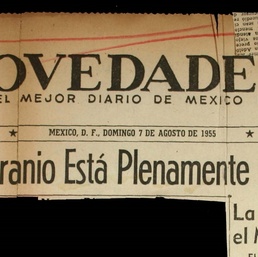 OVEDADE
EL MEJOR DIARIO DE MEXICO
MEXICO, D. F., DOMINGO 7 DE AGOSTO DE 1955
ranio Está Plenamente
La
el